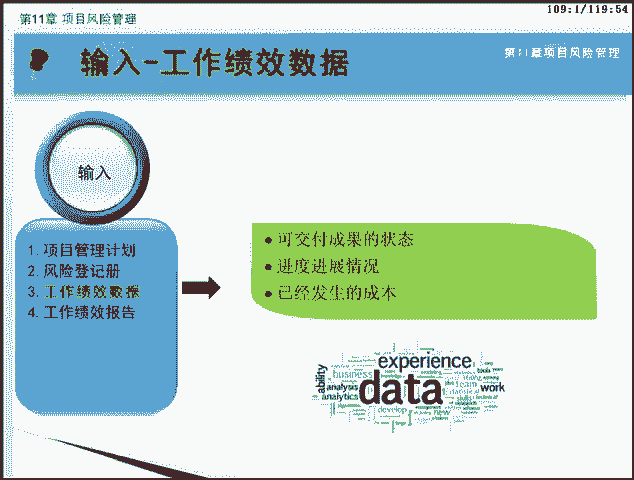 109:1/119:54
第11章 项目风险管理
输入-工作绩效数据
第11章项目风险管理
输入
1. 项目管理计划
2. 风险登记册
3. 工作绩效数据
4. 工作绩效报告
● 可交付成果的状态
● 进度进展情况
● 已经发生的成本
experience
ability
business
data
team
work
analysis
analytics
develop